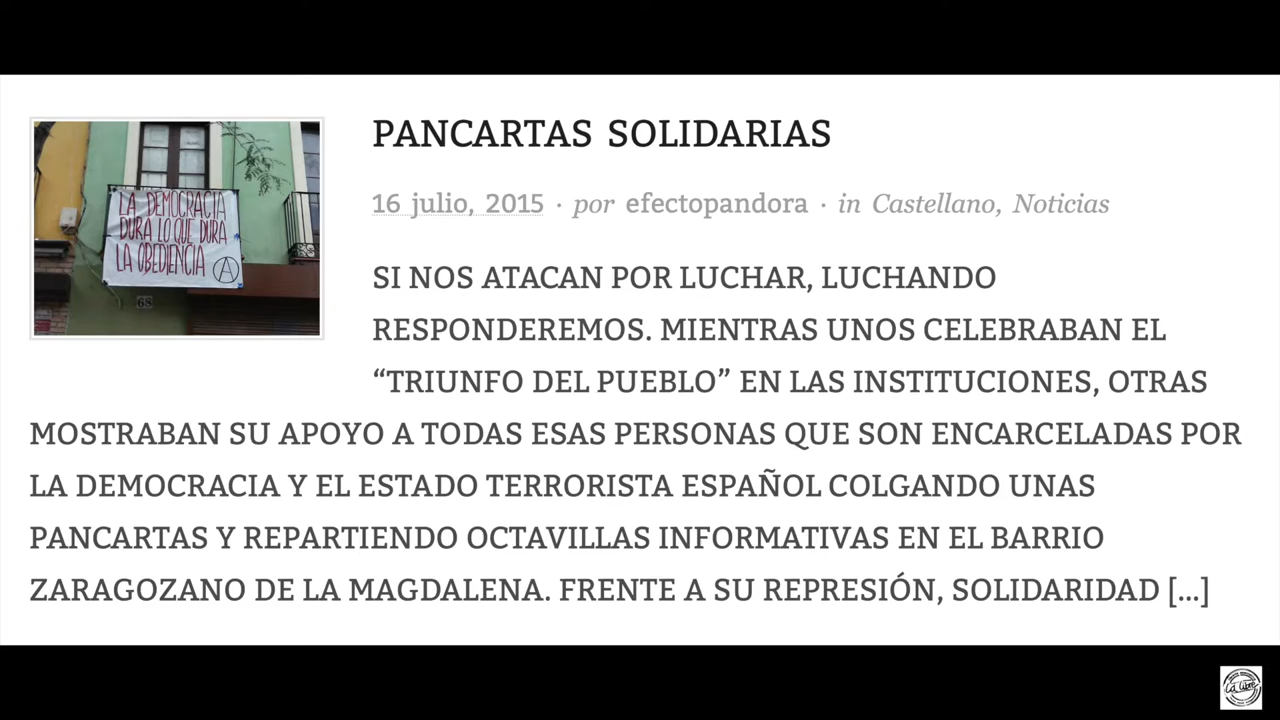 PANCARTAS SOLIDARIAS
16 julio, 2015 · por efectopandora · in Castellano, Noticias
LA DEMOCRACIA
DURA LO QUE DURA
LA OBEDIENCIA
68
SI NOS ATACAN POR LUCHAR, LUCHANDO
RESPONDEREMOS. MIENTRAS UNOS CELEBRABAN EL
“TRIUNFO DEL PUEBLO” EN LAS INSTITUCIONES, OTRAS
MOSTRABAN SU APOYO A TODAS ESAS PERSONAS QUE SON ENCARCELADAS POR
LA DEMOCRACIA Y EL ESTADO TERRORISTA ESPAÑOL COLGANDO UNAS
PANCARTAS Y REPARTIENDO OCTAVILLAS INFORMATIVAS EN EL BARRIO
ZARAGOZANO DE LA MAGDALENA. FRENTE A SU REPRESIÓN, SOLIDARIDAD [...]